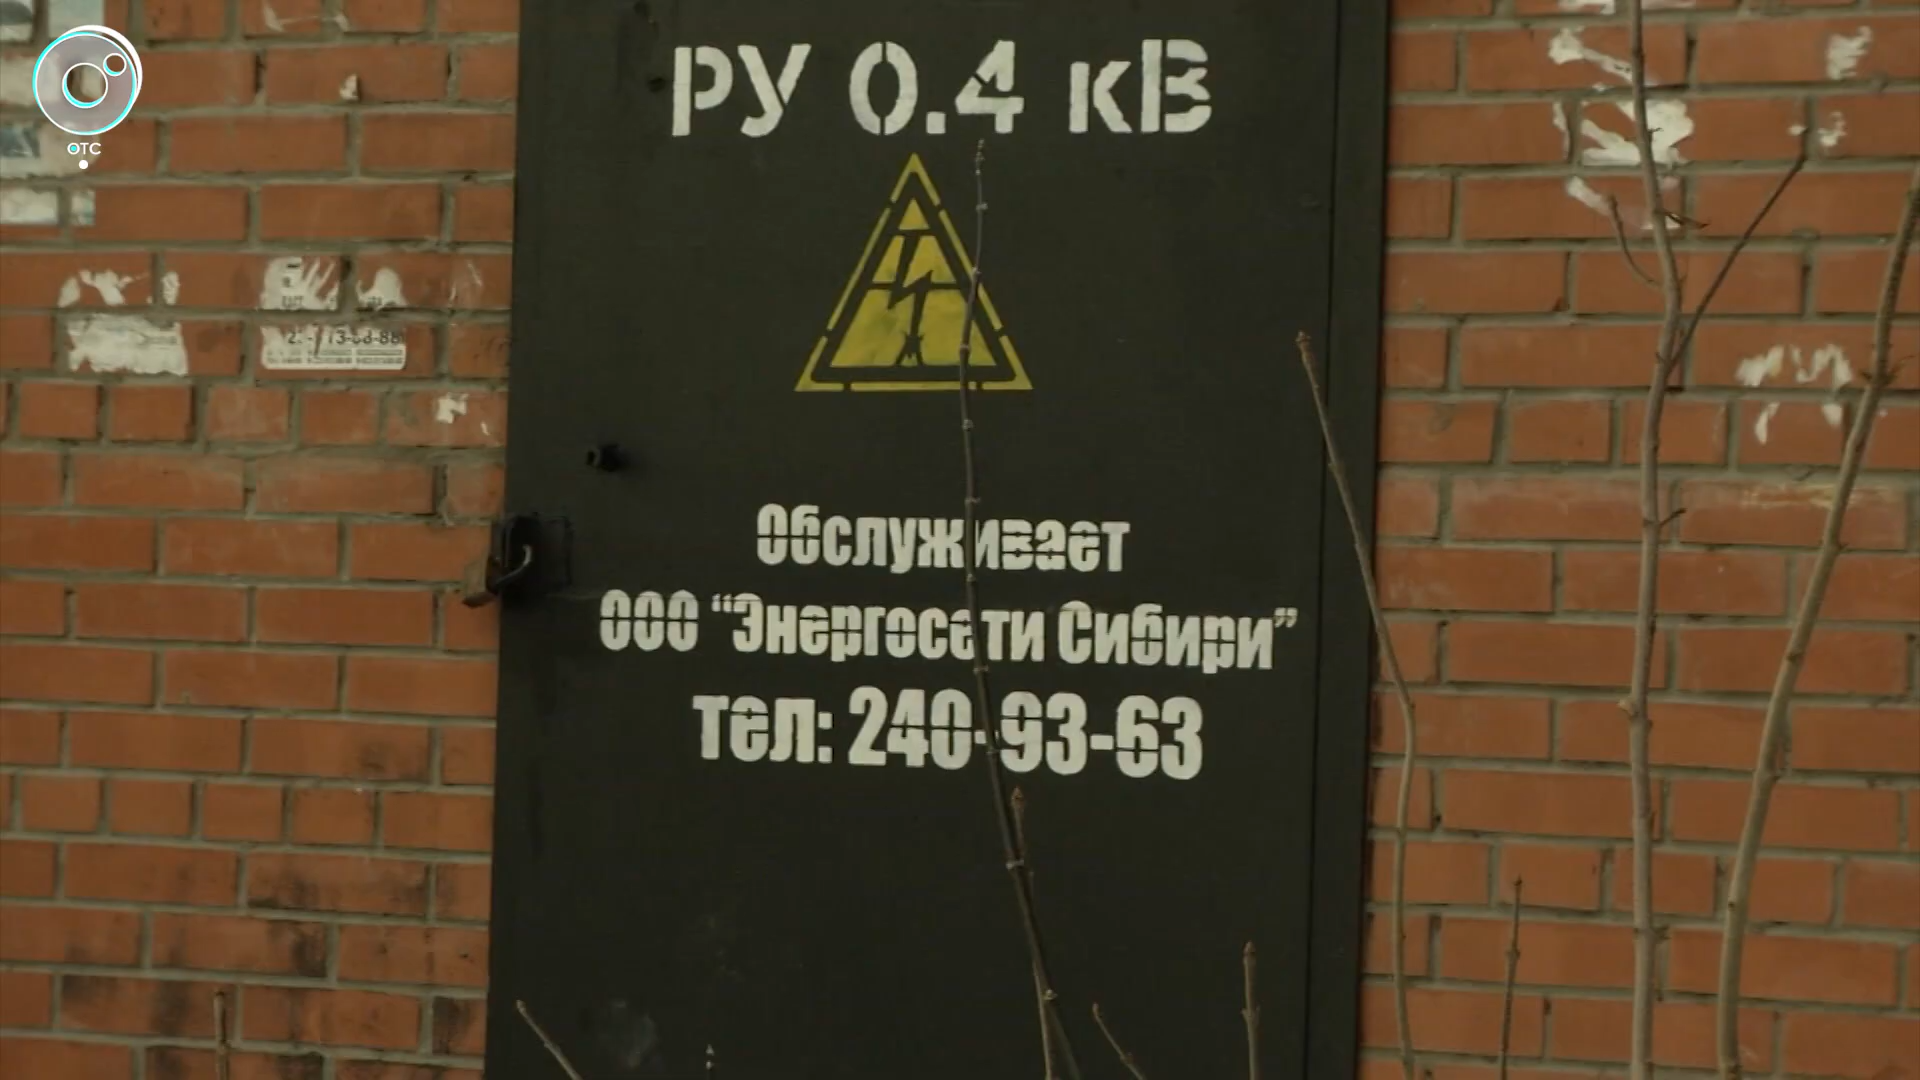 ОТС
РУ 0.4 кВ
Обслуживает
ООО “Энергосети Сибири”
тел: 240-93-63